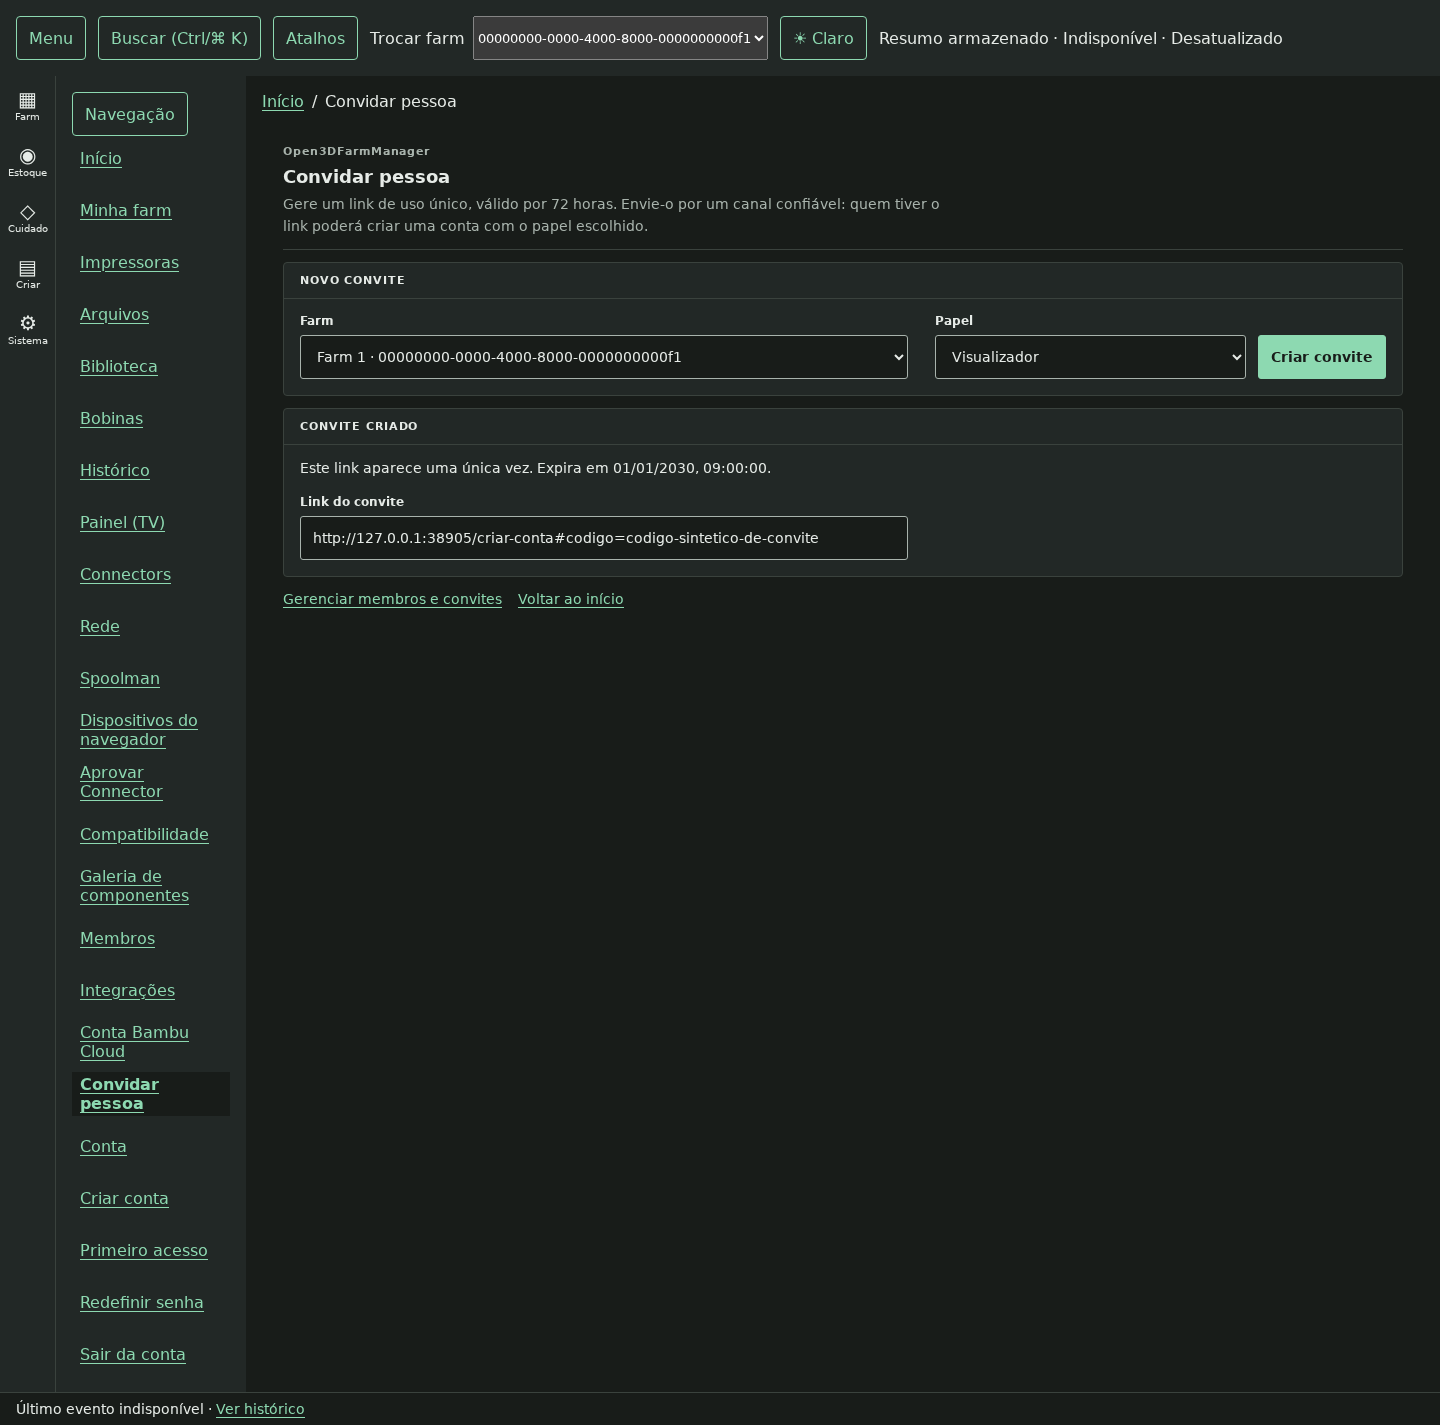 Menu
Buscar (Ctrl/⌘ K)
Atalhos
Trocar farm
00000000-0000-4000-8000-0000000000f1
☀ Claro
Resumo armazenado · Indisponível · Desatualizado
Farm
Estoque
Cuidado
Criar
Sistema
Navegação
Início
Minha farm
Impressoras
Arquivos
Biblioteca
Bobinas
Histórico
Painel (TV)
Connectors
Rede
Spoolman
Dispositivos do
navegador
Aprovar
Connector
Compatibilidade
Galeria de
componentes
Membros
Integrações
Conta Bambu
Cloud
Convidar
pessoa
Conta
Criar conta
Primeiro acesso
Redefinir senha
Sair da conta
Início / Convidar pessoa
Open3DFarmManager
Convidar pessoa
Gere um link de uso único, válido por 72 horas. Envie-o por um canal confiável: quem tiver o
link poderá criar uma conta com o papel escolhido.
NOVO CONVITE
Farm
Farm 1 · 00000000-0000-4000-8000-0000000000f1
Papel
Visualizador
Criar convite
CONVITE CRIADO
Este link aparece uma única vez. Expira em 01/01/2030, 09:00:00.
Link do convite
http://127.0.0.1:38905/criar-conta#codigo=codigo-sintetico-de-convite
Gerenciar membros e convites
Voltar ao início
Último evento indisponível · Ver histórico